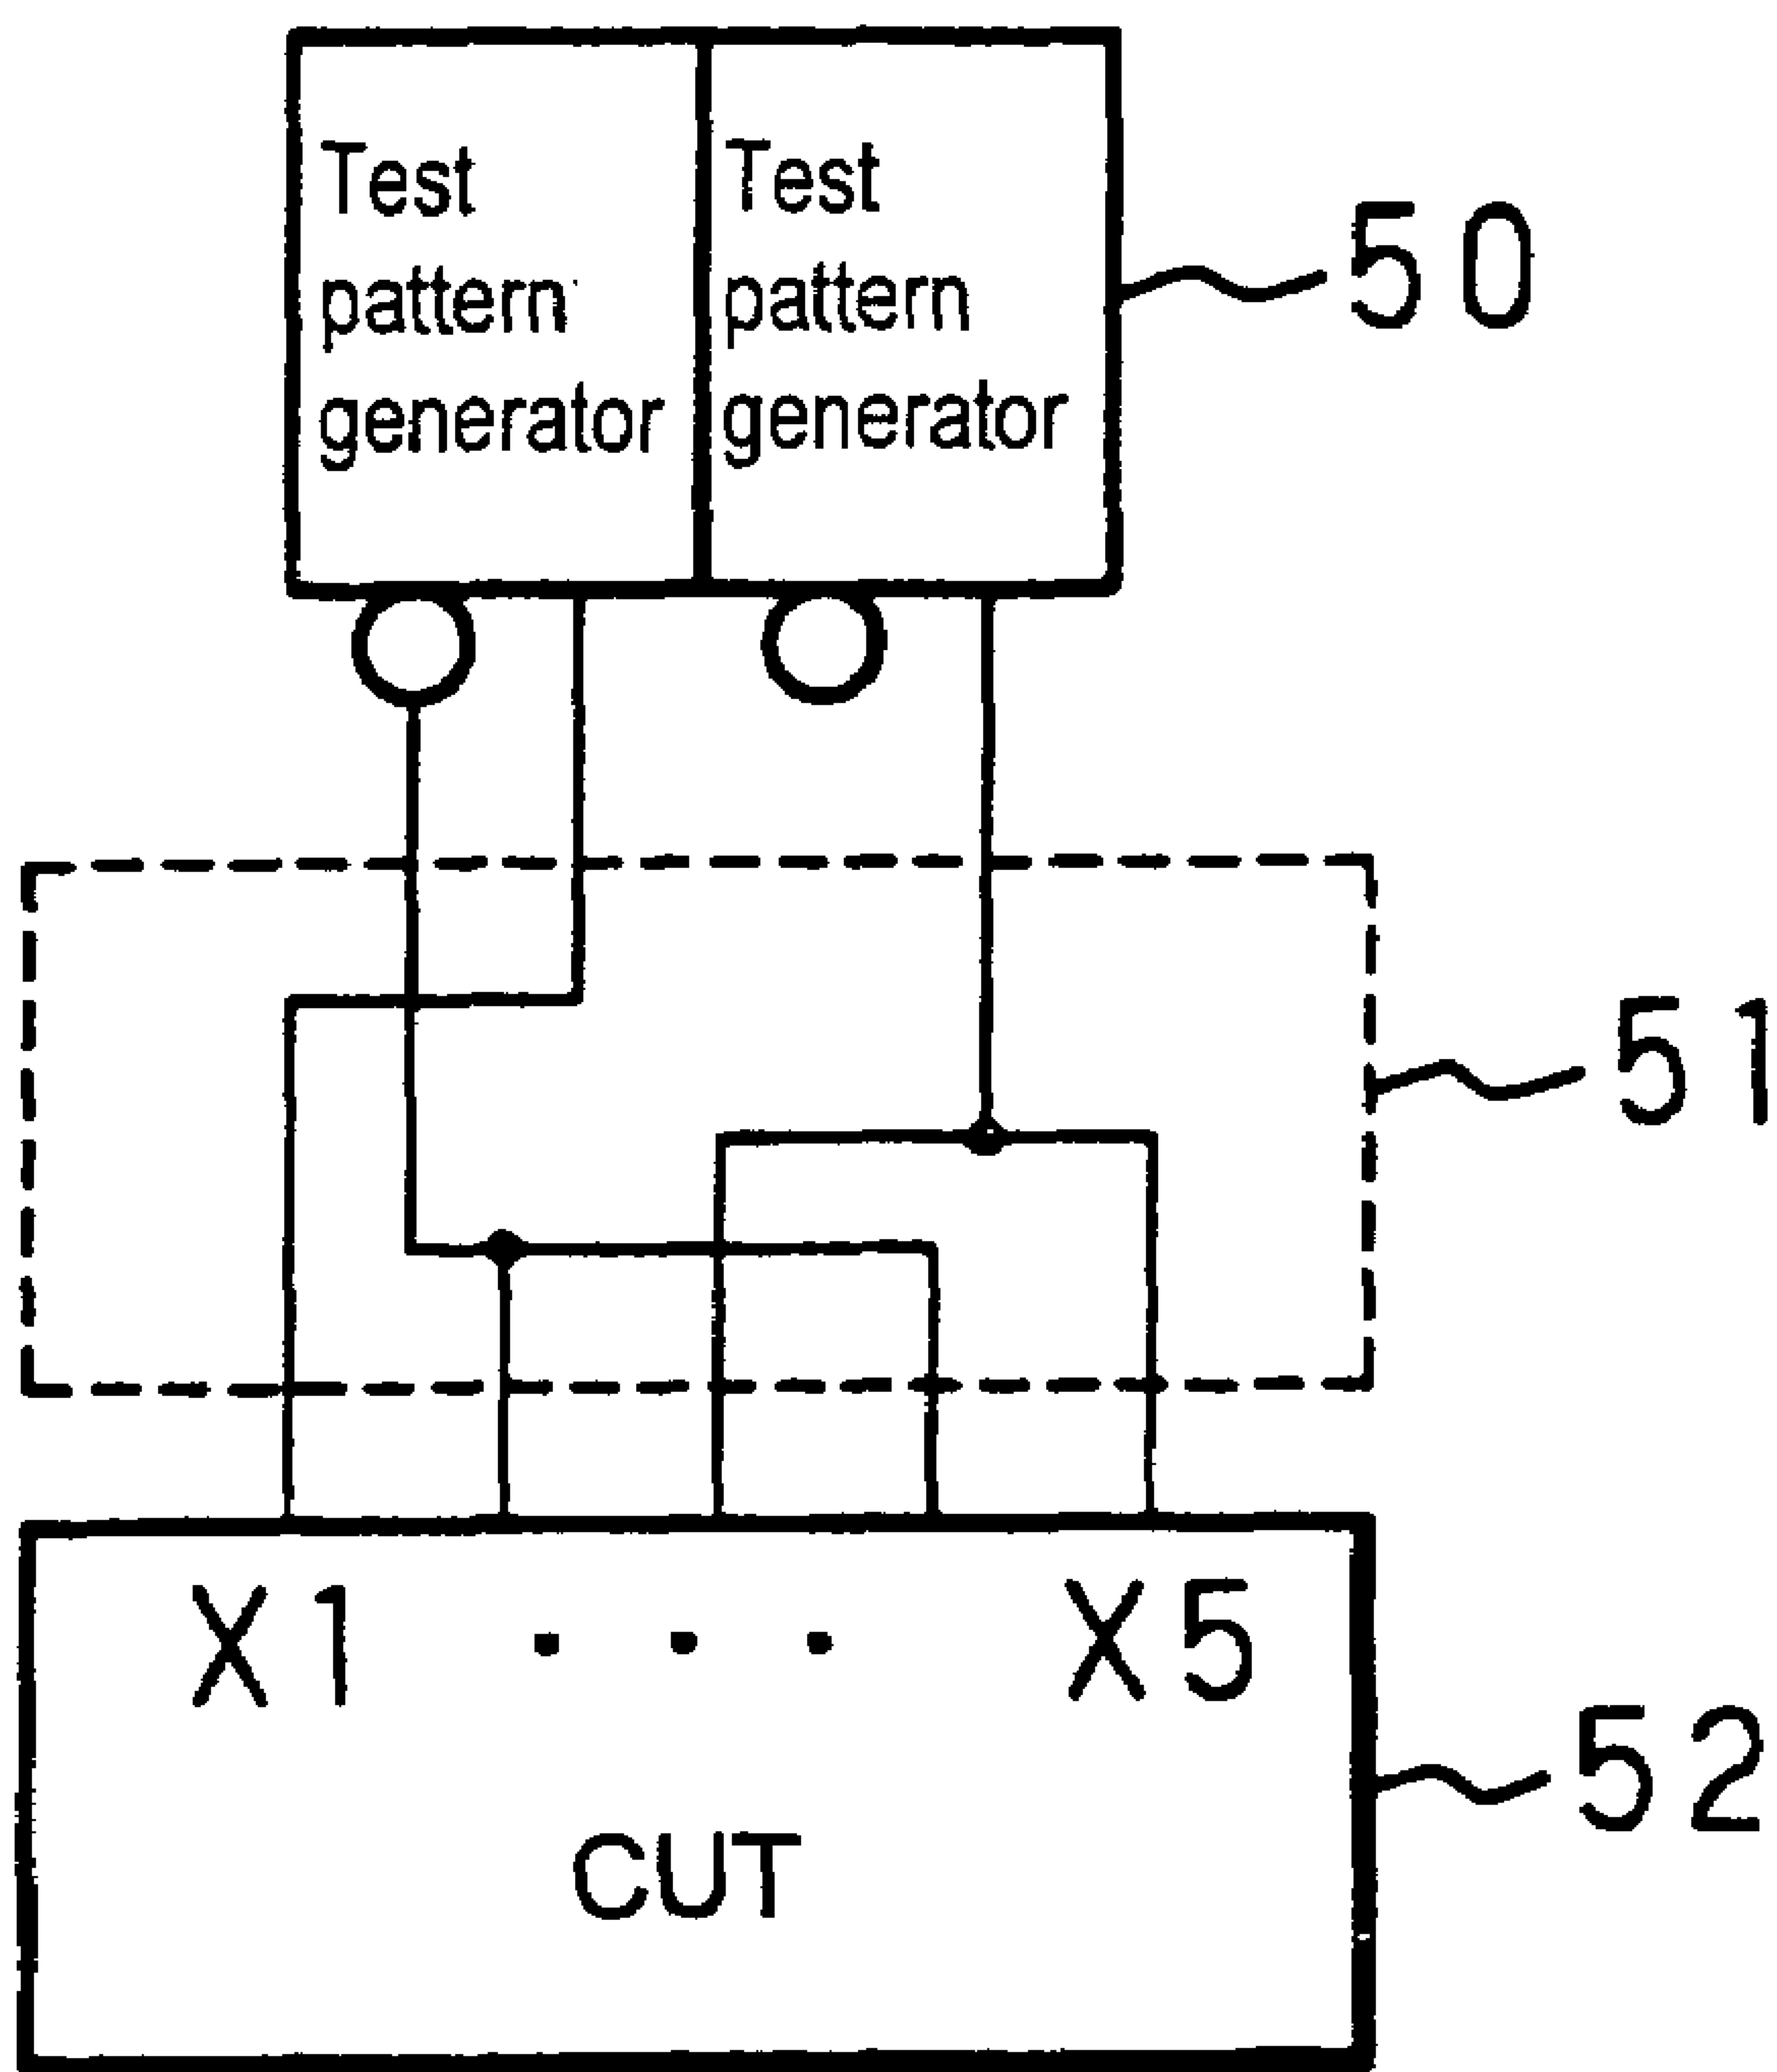 Test
pattern
generator
Test
pattern
generator
50
51
X1 . . . X5
52
CUT